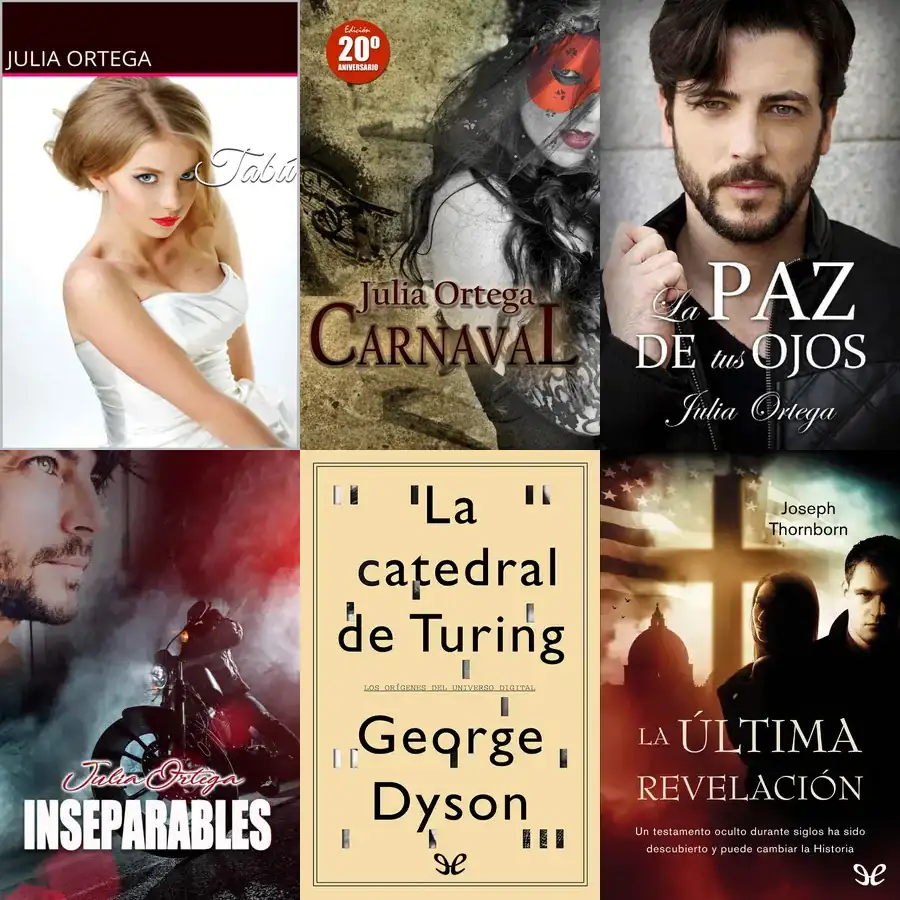 JULIA ORTEGA
Tabú
Edición
20º
ANIVERSARIO
Julia Ortega
CARNAVAL
La PAZ
DE tus OJOS
Julia Ortega
Julia Ortega
INSEPARABLES
La
catedral
de Turing
LOS ORÍGENES DEL UNIVERSO DIGITAL
George
Dyson
Joseph
Thornborn
LA ÚLTIMA
REVELACIÓN
Un testamento oculto durante siglos ha sido
descubierto y puede cambiar la Historia